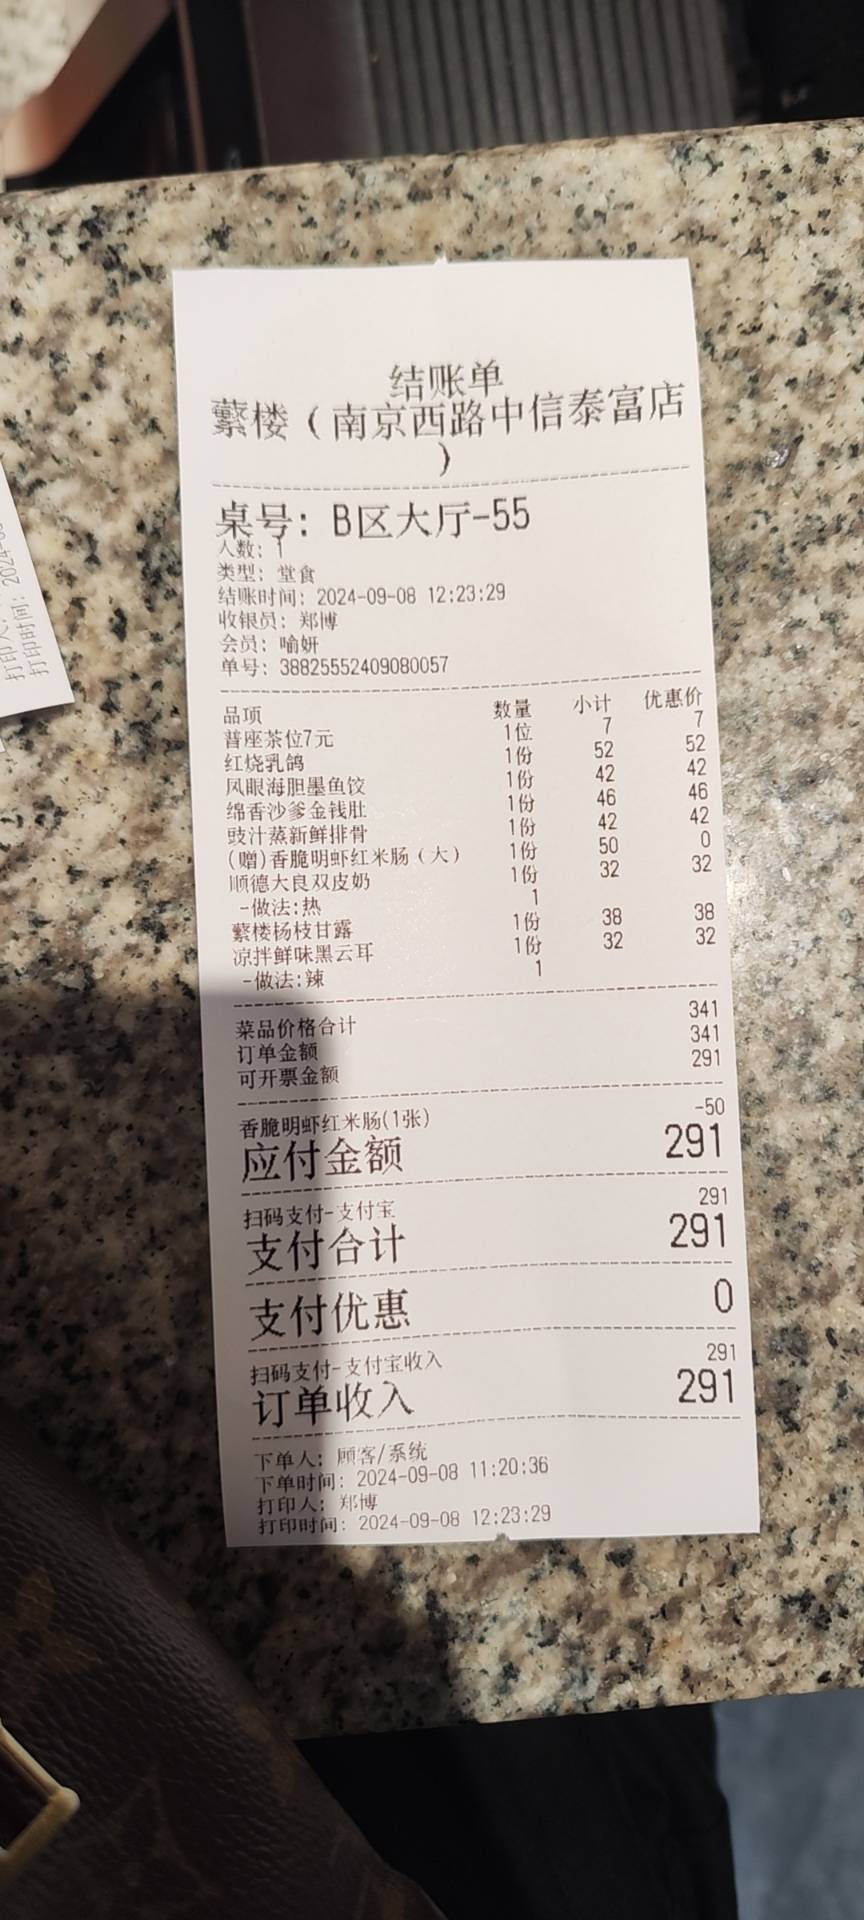 结账单
蘩楼（南京西路中信泰富店
）
桌号: B区大厅-55
人数: 1
类型: 堂食
结账时间: 2024-09-08 12:23:29
收银员: 郑博
会员: 喻妍
单号: 38825552409080057
品项 数量 小计 优惠价
普座茶位7元 1位 7 7
红烧乳鸽 1份 52 52
凤眼海胆墨鱼饺 1份 42 42
绵香沙爹金钱肚 1份 46 46
豉汁蒸新鲜排骨 1份 42 42
(赠)香脆明虾红米肠（大） 1份 50 0
顺德大良双皮奶 1份 32 32
-做法:热 1
蘩楼杨枝甘露 1份 38 38
凉拌鲜味黑云耳 1份 32 32
-做法:辣 1
菜品价格合计 341
订单金额 341
可开票金额 291
香脆明虾红米肠(1张) -50
应付金额 291
扫码支付-支付宝 291
支付合计 291
支付优惠 0
扫码支付-支付宝收入 291
订单收入 291
下单人: 顾客/系统
下单时间: 2024-09-08 11:20:36
打印人: 郑博
打印时间: 2024-09-08 12:23:29
打印人:
打印时间: 2024-09